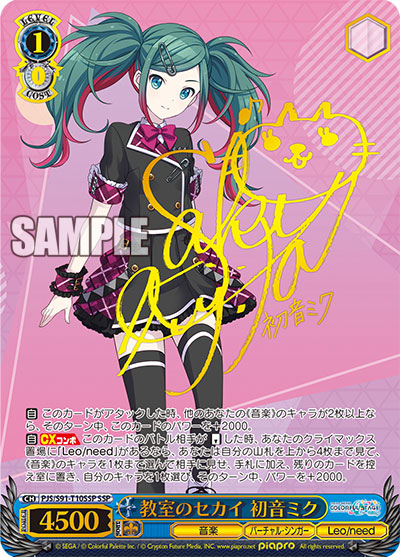 LEVEL
1
0
COST
SAMPLE
Saki Fujita
初音ミク
【自】 このカードがアタックした時、他のあなたの《音楽》のキャラが2枚以上なら、そのターン中、このカードのパワーを+2000。
【自】 CXコンボ このカードのバトル相手が した時、あなたのクライマックス
置場に「Leo/need」があるなら、あなたは自分の山札を上から4枚まで見て、
《音楽》のキャラを1枚まで選んで相手に見せ、手札に加え、残りのカードを控
え室に置き、自分のキャラを1枚選び、そのターン中、パワーを+2000。
CH PJS/S91-T105SP SSP
POWER
4500
SOUL
教室のセカイ 初音ミク
音楽
バーチャル・シンガー
Leo/need
© SEGA / © Colorful Palette Inc. / © Crypton Future Media, INC. www.piapro.net piapro